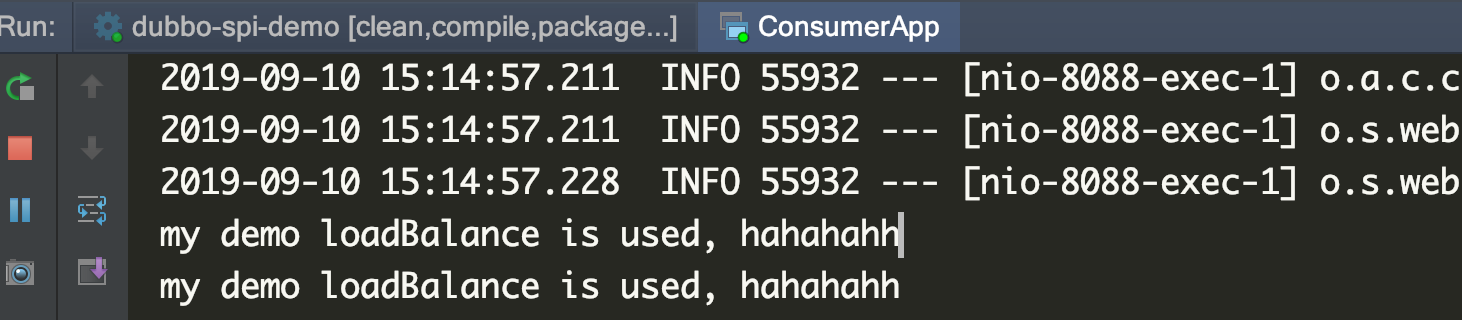 Run: dubbo-spi-demo [clean,compile,package...] ConsumerApp
2019-09-10 15:14:57.211  INFO 55932 --- [nio-8088-exec-1] o.a.c.c
2019-09-10 15:14:57.211  INFO 55932 --- [nio-8088-exec-1] o.s.web
2019-09-10 15:14:57.228  INFO 55932 --- [nio-8088-exec-1] o.s.web
my demo loadBalance is used, hahahahh
my demo loadBalance is used, hahahahh